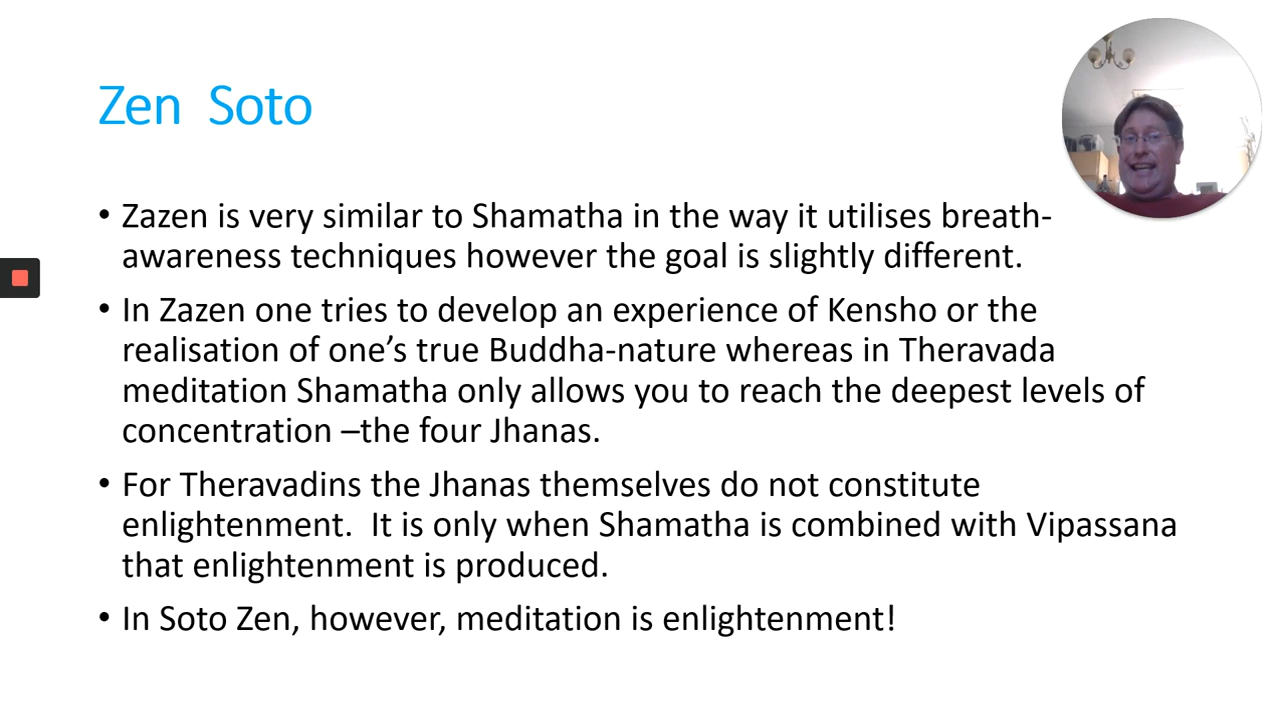 Zen  Soto
• Zazen is very similar to Shamatha in the way it utilises breath-
awareness techniques however the goal is slightly different.
• In Zazen one tries to develop an experience of Kensho or the
realisation of one’s true Buddha-nature whereas in Theravada
meditation Shamatha only allows you to reach the deepest levels of
concentration –the four Jhanas.
• For Theravadins the Jhanas themselves do not constitute
enlightenment.  It is only when Shamatha is combined with Vipassana
that enlightenment is produced.
• In Soto Zen, however, meditation is enlightenment!